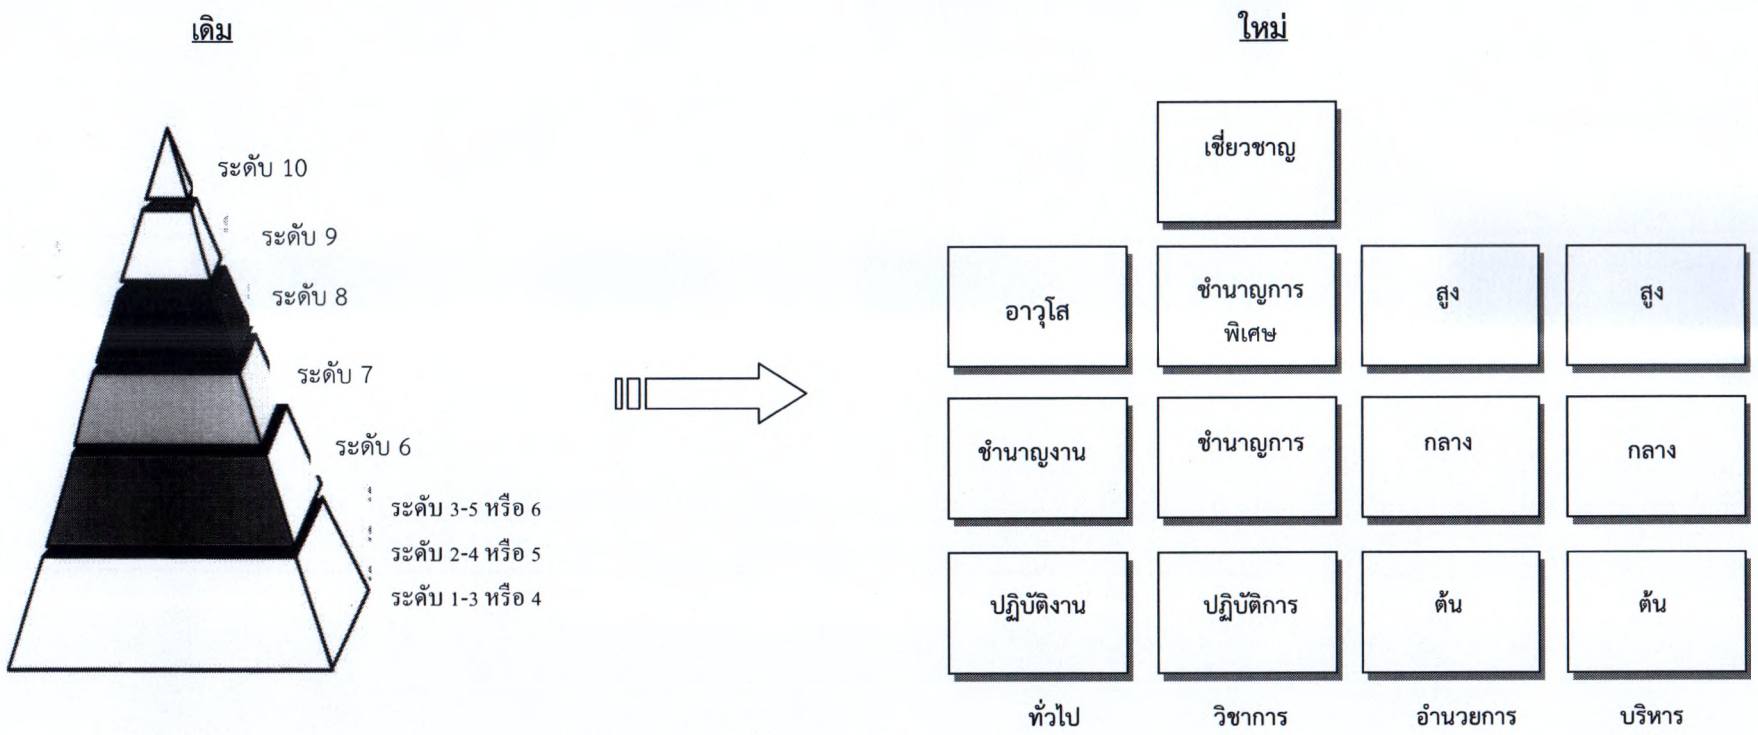 เดิม
ระดับ 10
ระดับ 9
ระดับ 8
ระดับ 7
ระดับ 6
ระดับ 3-5 หรือ 6
ระดับ 2-4 หรือ 5
ระดับ 1-3 หรือ 4
ใหม่
เชี่ยวชาญ
อาวุโส
ชำนาญการ
พิเศษ
สูง
สูง
ชำนาญงาน
ชำนาญการ
กลาง
กลาง
ปฏิบัติงาน
ปฏิบัติการ
ต้น
ต้น
ทั่วไป
วิชาการ
อำนวยการ
บริหาร